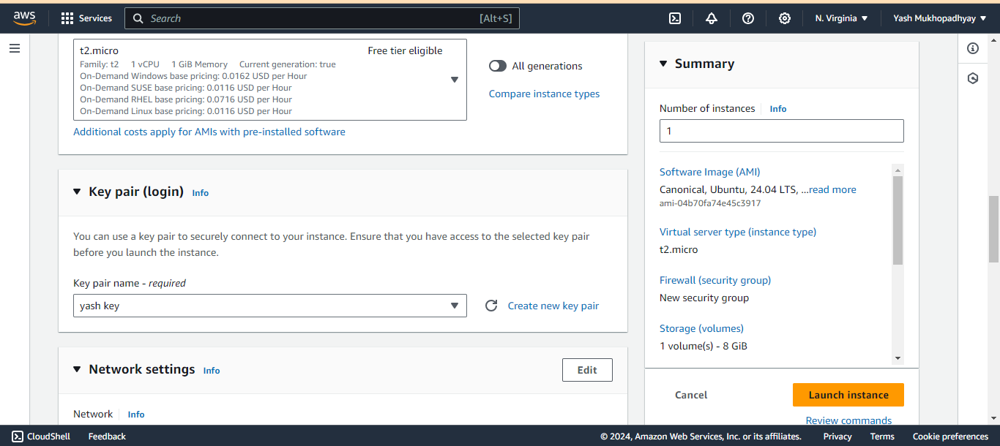 aws
Services
Search
[Alt+S]
N. Virginia
Yash Mukhopadhyay
t2.micro
Free tier eligible
Family: t2 1 vCPU 1 GiB Memory Current generation: true
On-Demand Windows base pricing: 0.0162 USD per Hour
On-Demand SUSE base pricing: 0.0116 USD per Hour
On-Demand RHEL base pricing: 0.0716 USD per Hour
On-Demand Linux base pricing: 0.0116 USD per Hour
All generations
Compare instance types
Additional costs apply for AMIs with pre-installed software
Key pair (login) Info
You can use a key pair to securely connect to your instance. Ensure that you have access to the selected key pair
before you launch the instance.
Key pair name - required
yash key
Create new key pair
Network settings Info
Edit
Network Info
Summary
Number of instances Info
1
Software Image (AMI)
Canonical, Ubuntu, 24.04 LTS, ...read more
ami-04b70fa74e45c3917
Virtual server type (instance type)
t2.micro
Firewall (security group)
New security group
Storage (volumes)
1 volume(s) - 8 GiB
Cancel
Launch instance
Review commands
CloudShell
Feedback
© 2024, Amazon Web Services, Inc. or its affiliates.
Privacy
Terms
Cookie preferences